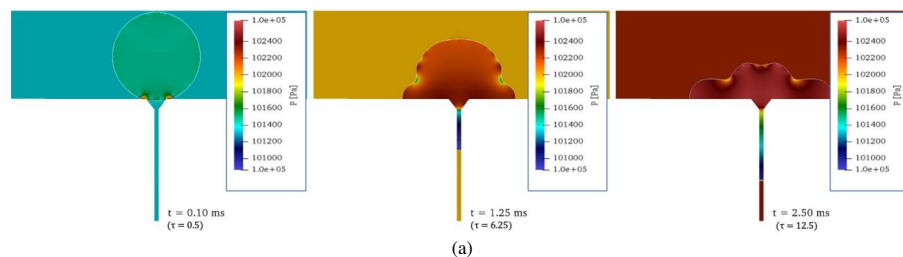 1.0e+05
102400
102200
102000
101800
101600
101400
101200
101000
1.0e+05
P [Pa]
t = 0.10 ms
(τ = 0.5)
1.0e+05
102400
102200
102000
101800
101600
101400
101200
101000
1.0e+05
P [Pa]
t = 1.25 ms
(τ = 6.25)
1.0e+05
102400
102200
102000
101800
101600
101400
101200
101000
1.0e+05
P [Pa]
t = 2.50 ms
(τ = 12.5)
(a)